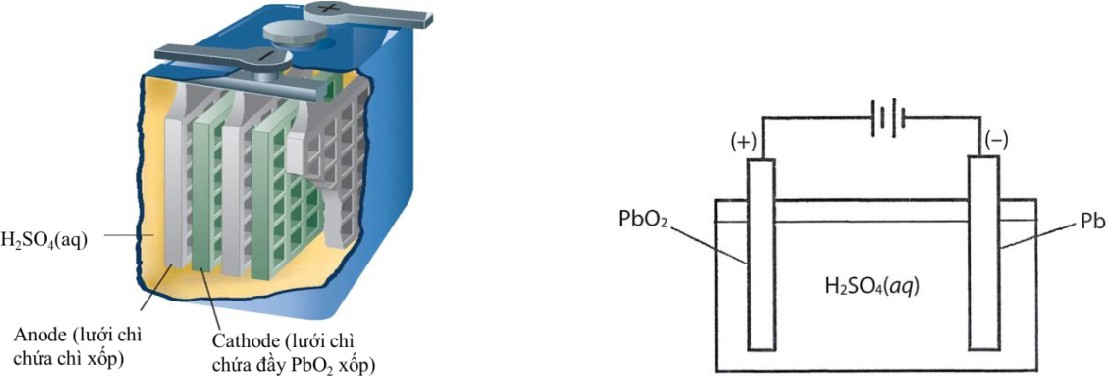 +
−
H₂SO₄(aq)
Anode (lưới chì
chứa chì xốp)
Cathode (lưới chì
chứa đầy PbO₂ xốp)
(+)
(−)
PbO₂
Pb
H₂SO₄(aq)